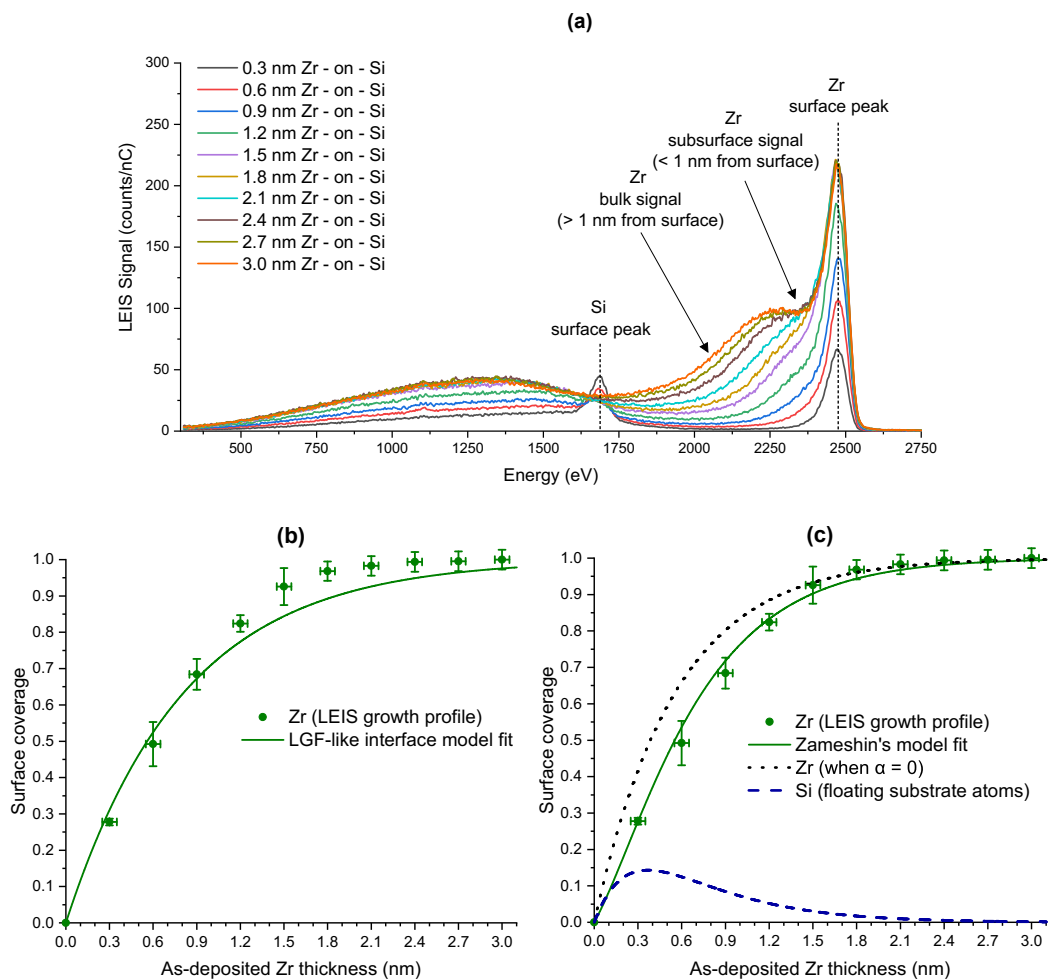 (a)
LEIS Signal (counts/nC)
300
250
200
150
100
50
0
0.3 nm Zr - on - Si
0.6 nm Zr - on - Si
0.9 nm Zr - on - Si
1.2 nm Zr - on - Si
1.5 nm Zr - on - Si
1.8 nm Zr - on - Si
2.1 nm Zr - on - Si
2.4 nm Zr - on - Si
2.7 nm Zr - on - Si
3.0 nm Zr - on - Si
Si
surface peak
Zr
bulk signal
(> 1 nm from surface)
Zr
subsurface signal
(< 1 nm from surface)
Zr
surface peak
500 750 1000 1250 1500 1750 2000 2250 2500 2750
Energy (eV)
(b)
Surface coverage
1.0
0.9
0.8
0.7
0.6
0.5
0.4
0.3
0.2
0.1
0.0
Zr (LEIS growth profile)
LGF-like interface model fit
0.0 0.3 0.6 0.9 1.2 1.5 1.8 2.1 2.4 2.7 3.0
As-deposited Zr thickness (nm)
(c)
Surface coverage
1.0
0.9
0.8
0.7
0.6
0.5
0.4
0.3
0.2
0.1
0.0
Zr (LEIS growth profile)
Zameshin's model fit
Zr (when α = 0)
Si (floating substrate atoms)
0.0 0.3 0.6 0.9 1.2 1.5 1.8 2.1 2.4 2.7 3.0
As-deposited Zr thickness (nm)